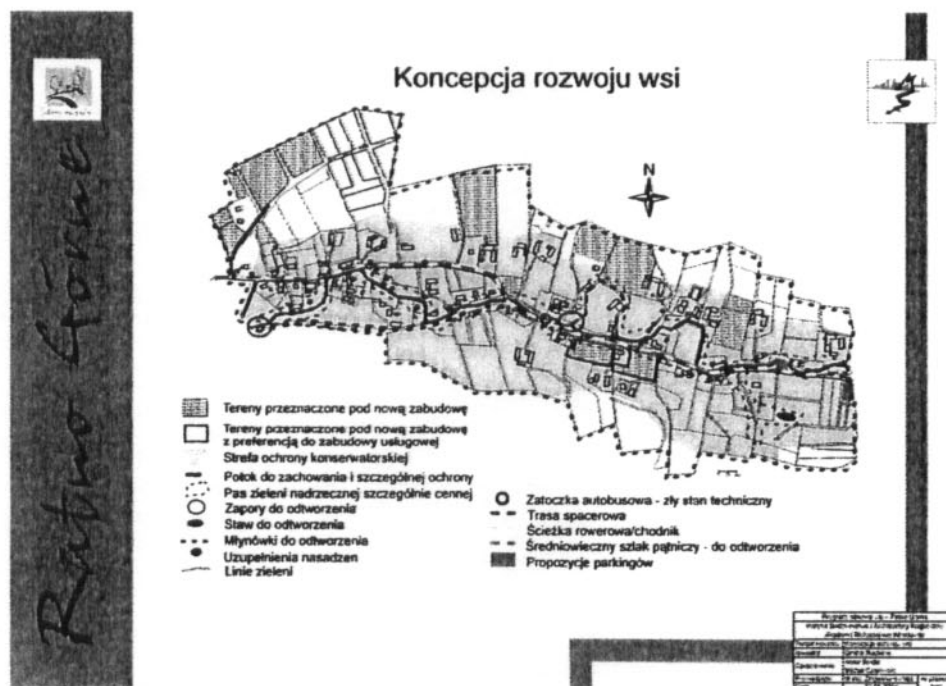 Ratno Górne
Koncepcja rozwoju wsi
N
Tereny przeznaczone pod nową zabudowę
Tereny przeznaczone pod nową zabudowę
z preferencją do zabudowy usługowej
Strefa ochrony konserwatorskiej
Potok do zachowania i szczególnej ochrony
Pas zieleni nadrzecznej szczególnie cennej
Zapory do odtworzenia
Staw do odtworzenia
Młynówki do odtworzenia
Uzupełnienia nasadzeń
Linie zieleni
Zatoczka autobusowa - zły stan techniczny
Trasa spacerowa
Ścieżka rowerowa/chodnik
Średniowieczny szlak pątniczy - do odtworzenia
Propozycje parkingów